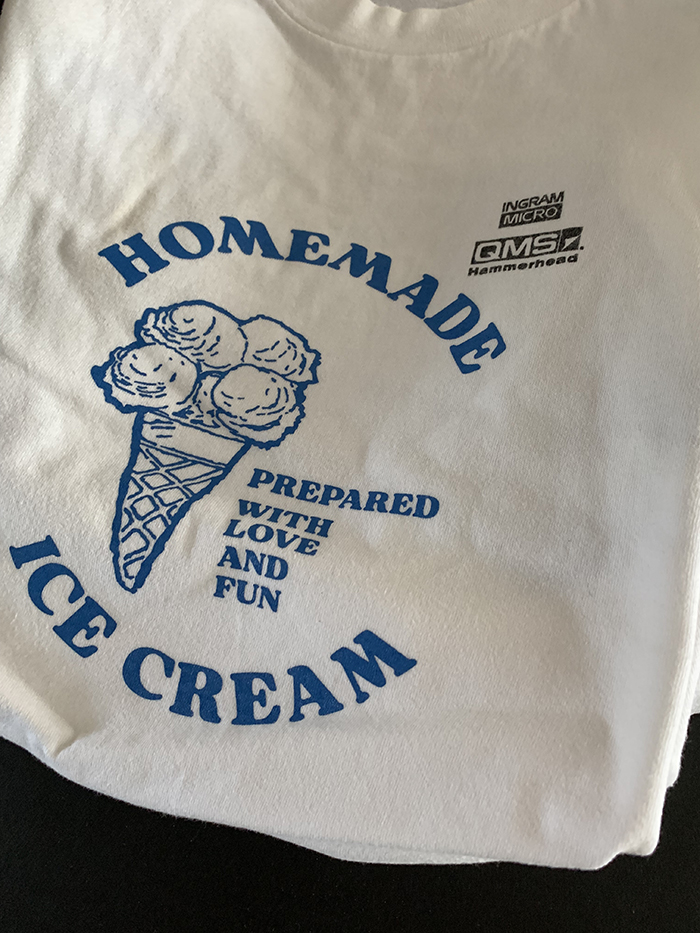 HOMEMADE
INGRAM
MICRO
QMS
Hammerhead
PREPARED
WITH
LOVE
AND
FUN
ICE CREAM